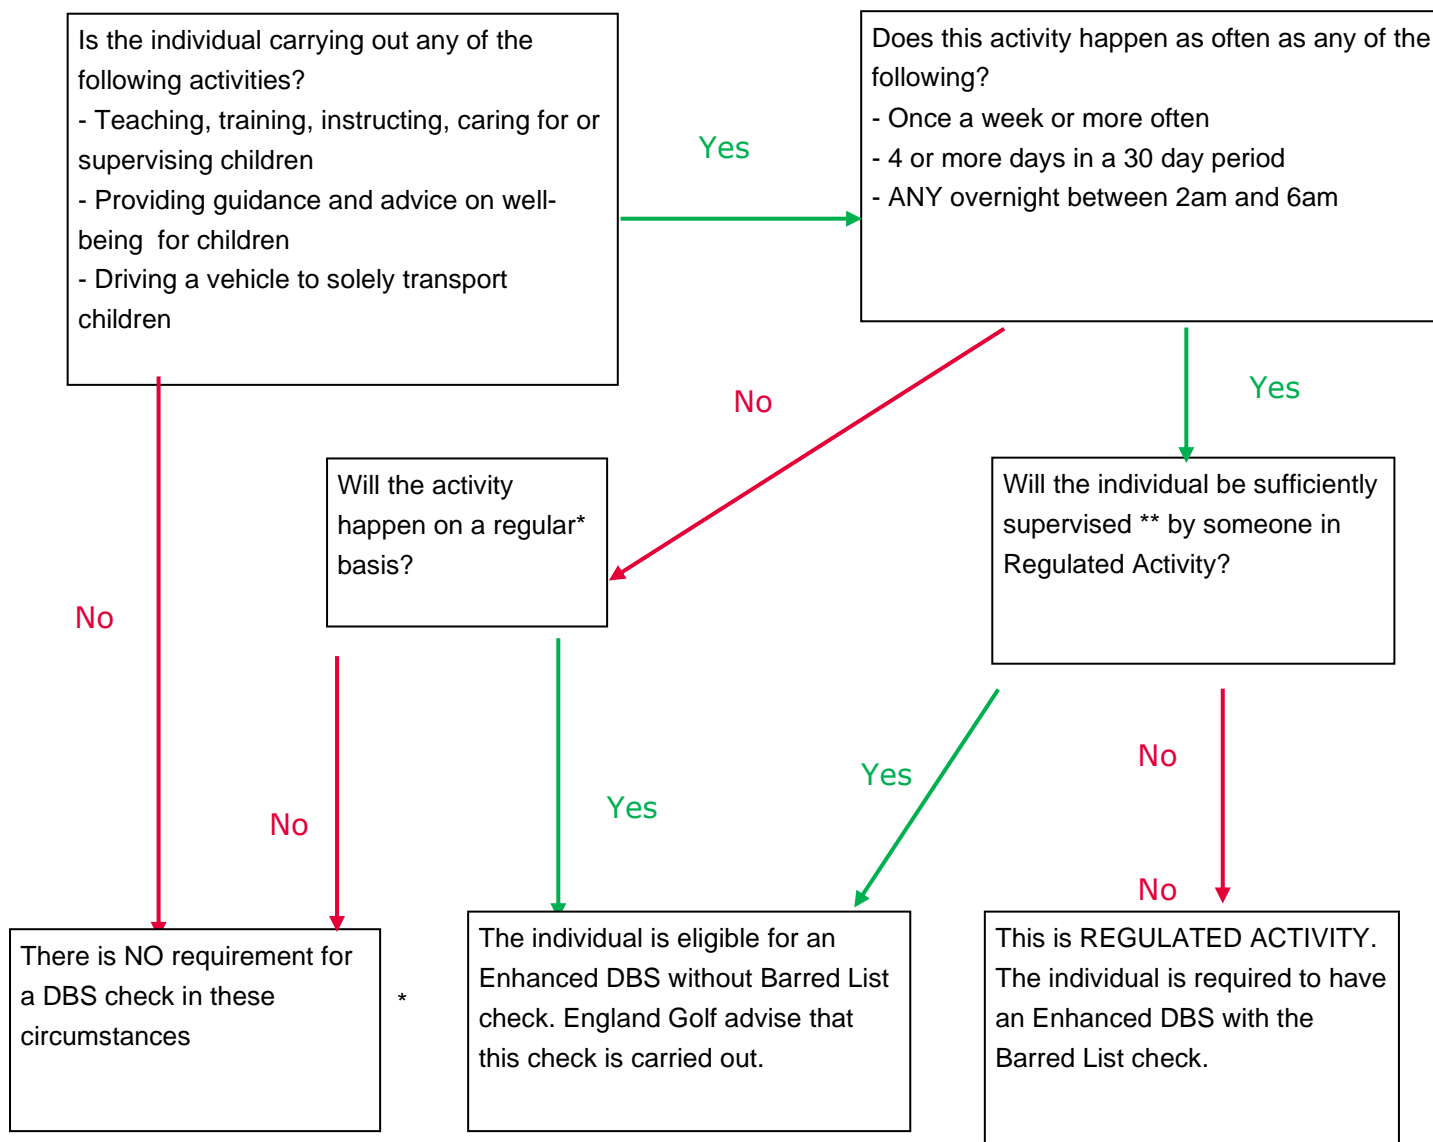 Is the individual carrying out any of the
following activities?
- Teaching, training, instructing, caring for or
supervising children
- Providing guidance and advice on well-
being for children
- Driving a vehicle to solely transport
children
Yes
Does this activity happen as often as any of the
following?
- Once a week or more often
- 4 or more days in a 30 day period
- ANY overnight between 2am and 6am
No
Yes
Will the activity
happen on a regular*
basis?
Will the individual be sufficiently
supervised ** by someone in
Regulated Activity?
No
No
Yes
Yes
No
No
There is NO requirement for
a DBS check in these
circumstances
*
The individual is eligible for an
Enhanced DBS without Barred List
check. England Golf advise that
this check is carried out.
This is REGULATED ACTIVITY.
The individual is required to have
an Enhanced DBS with the
Barred List check.